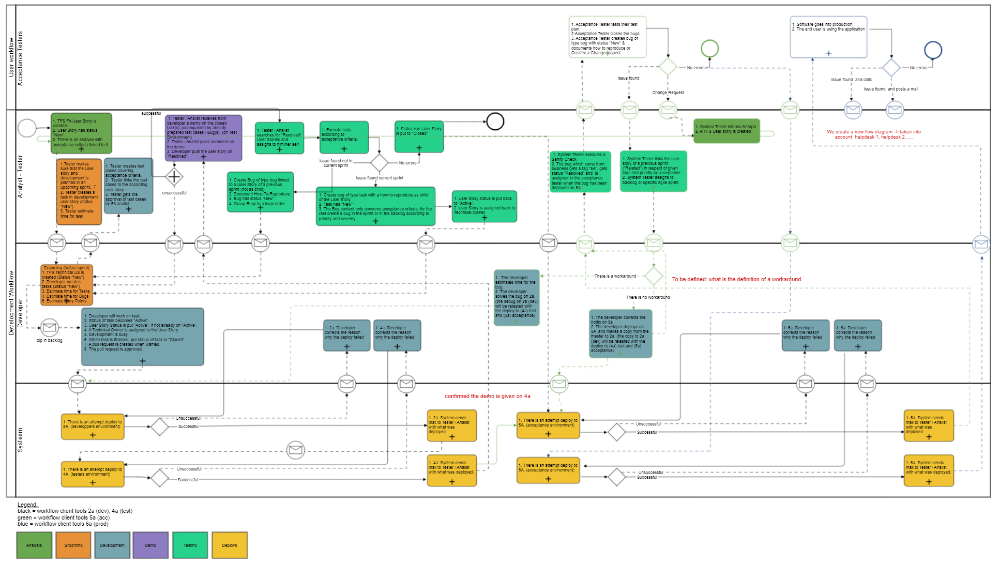 User workflow
Acceptance Testers
1. Acceptance Tester tests their test
plan.
2.Acceptance Tester closes the bugs
3. Acceptance Tester creates bug of
type bug with status "New" &
documents how to reproduce or
Creates a Change Request.
No errors
Issue found
Change Request
1. Software goes into production.
2. The end user is using the application
No errors
Issue found and calls
Issue found and posts a mail
Development Workflow
Analyst - Tester
1. TFS FA User Story is
created.
2. User Story has status
"New".
2. There is an analyse with
acceptance criteria linked to it.
successful
1. Tester / Analist receives from
developer a demo on the closed
task(s) accompanied by already
prepared test cases / Bug(s). (on Test
Environment)
2. Tester / Analist gives comment on
the demo.
3. Developer puts the user story on
"Resolved".
1. Tester / Analist
searches for "Resolved"
User Stories and
assigns to him/her self.
1. Execute tests
according to
acceptance criteria.
1. Status van User Story
is put to "Closed"
1. System Tester informs Analyst
2. A TFS User story is created
We create a new flow diagram -> taken into
account helpdesk 1, helpdesk 2, ....
1.Tester makes
sure that the User
story and
development is
planned in an
upcoming sprint,. T
2. Tester creates a
task in development
user story (status
"New")
3. Tester estimate
time for task
1. Tester creates test
cases covering
acceptance criteria.
2 . Tester links the test
cases to the according
user story.
3. Tester gets the
approval of test cases
by FA analist
unsuccessful
1. Create Bug of type bug linked
to a User Story of a previous
sprint (not as child)
2. Document How-To-Reproduce.
3. Bug has status "New".
4. Group Bugs in a logic order.
Issue found not in
current sprint
No errors
Issue found current sprint
1. Create bug of type task with a how-to-reproduce as child
of the User Story.
2. Task has "New"
3. The Bug content only concerns acceptance criteria, for the
rest create a bug in the sprint or in the backlog according to
priority and severity.
1. User Story status is put back
to "Active".
2. User Story is assigned back to
Technical Owner.
1. System Tester executes a
Sanity Check
2. The bug which came from
business gets a tag "5A", gets
status "Resolved" and is
assigned to the acceptance
tester when the bug has been
deployed on 5a.
1. System Tester links the user
story of a previous sprint
("Related") in respect of given
tags and priority by acceptance
2. System Tester assigns to
backlog or specific agile sprint
Developer
Grooming (before sprint)
1. TFS Technical US is
created (Status "New")
2. Developer creates
tasks (Status "New")
3. Estimate time for Tasks
4. Estimate time for Bugs
5. Estimate Story Points.
top in backlog
1. Developer will work on task.
2. Status of task becomes "Active".
3. User Story Status is put "Active", if not already on "Active".
4. A Technical Owner is assigned to the User Story.
5. Development is busy.
6. When task is finished, put status of task to "Closed".
7. A pull request is created when wanted.
8. The pull request is approved.
1. 2a: Developer
corrects the reason
why the deploy failed
1. 4a: Developer
corrects the reason
why the deploy failed
1. The developer
estimates time for the
bug.
2. The developer
solves the bug on 2a.
(the debug on 2a (dev)
will be retested with
the deploy to (4a) test
and (5a) acceptance)
There is a workaround
To be defined: what is the definition of a workaround
There is no workaround
1. The developer corrects the
hotfix on 5a
2. The developer deploys on
5A and makes a copy from the
master to 2a. (the copy to 2a
(dev) will be retested with the
deploy to (4a) test and (5a)
acceptance)
1. 5a: Developer
corrects the reason
why the deploy failed
1. 6a: Developer
corrects the reason
why the deploy failed
Systeem
confirmed the demo is given on 4a
1. There is an attempt deploy to
2A. (developpers environment)
Unsuccessful
Successful
1. 2a: System sends
mail to Tester / Analist
with what was
deployed.
1. There is an attempt deploy to
5A. (acceptance environment)
Unsuccessful
Successful
1. 5a: System sends
mail to Tester / Analist
with what was
deployed.
1. There is an attempt deploy to
4A. (testers environment)
Unsuccessful
Successful
1. 4a: System sends
mail to Tester / Analist
with what was deployed.
1. There is an attempt deploy to
6A. (acceptance environment)
Unsuccessful
Successful
1. 6a: System sends
mail to Tester / Analist
with what was deployed.
Legend:
black = workflow client tools 2a (dev), 4a (test)
green = workflow client tools 5a (acc)
blue = workflow client tools 6a (prod)
Analysis
Grooming
Development
Demo
Testing
Deploys